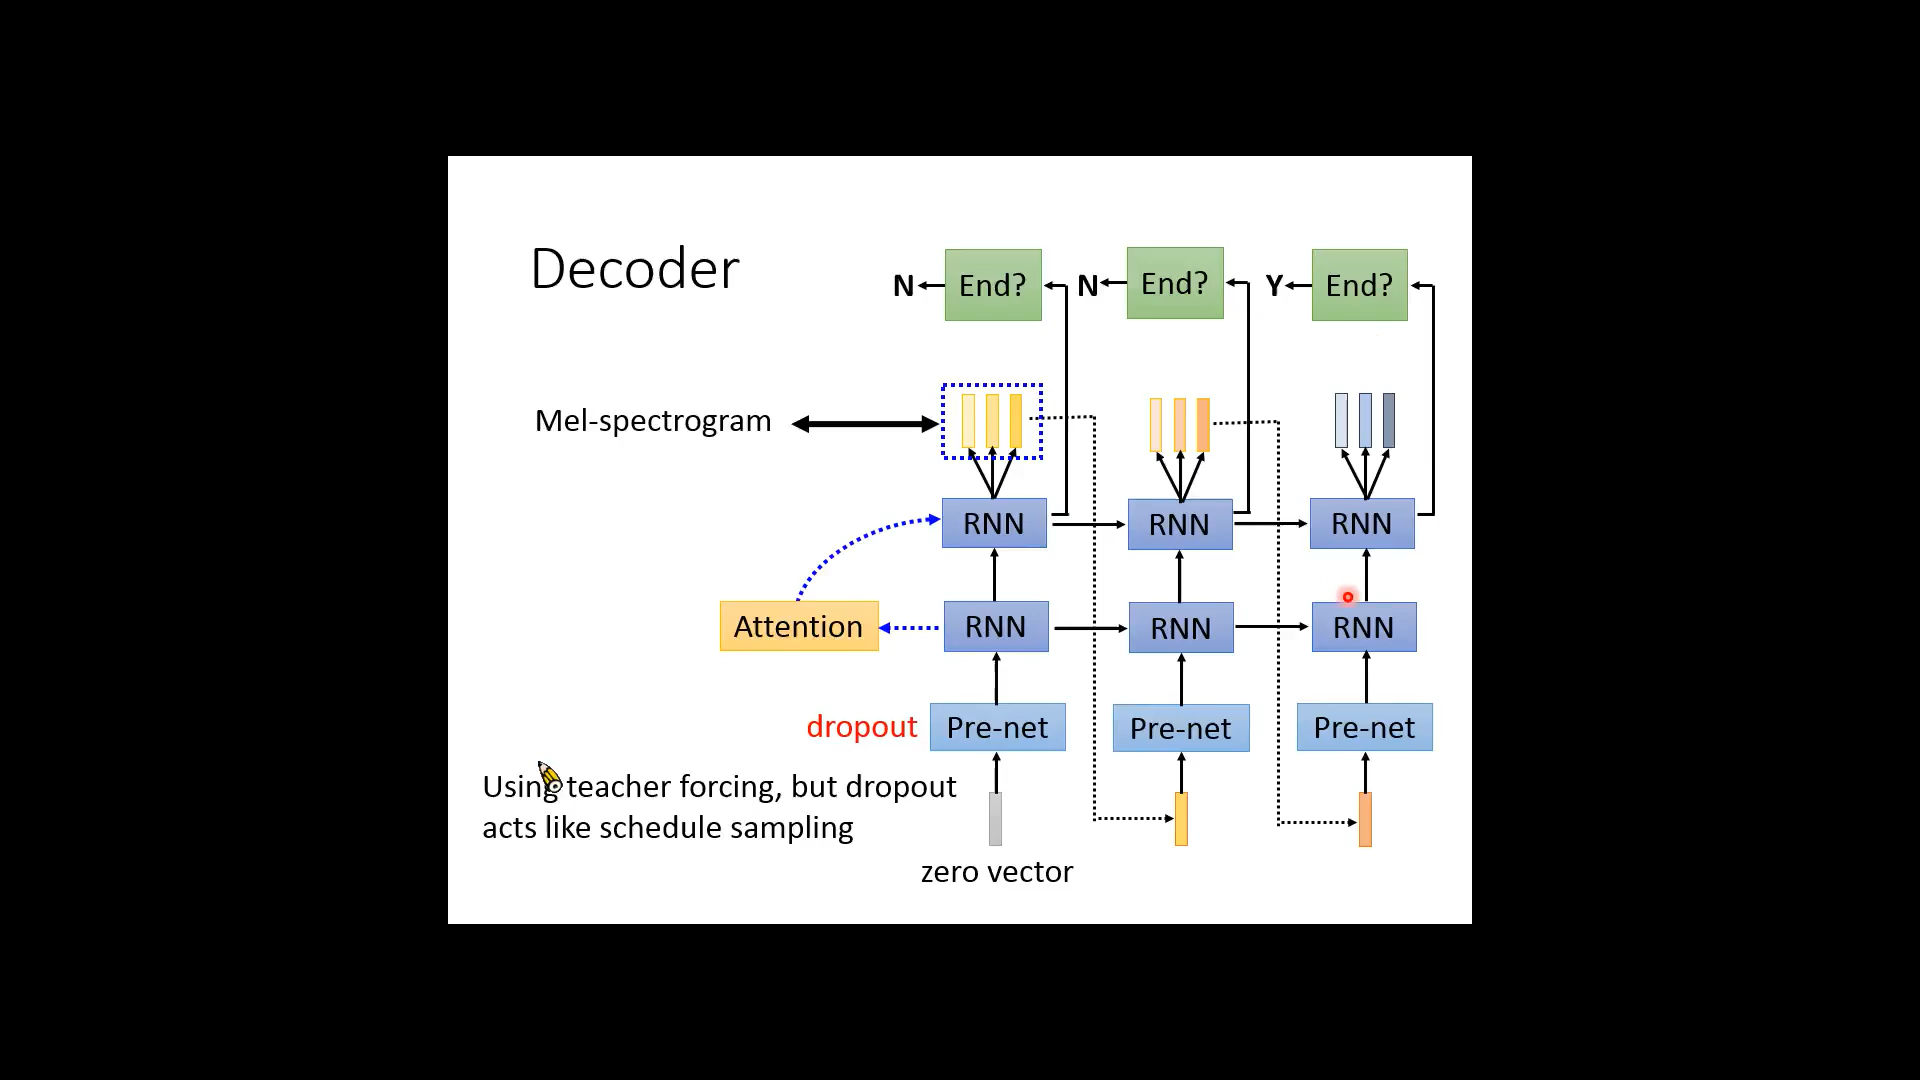 Decoder
N End? N End? Y End?
Mel-spectrogram
RNN RNN RNN
Attention RNN RNN RNN
dropout Pre-net Pre-net Pre-net
Using teacher forcing, but dropout
acts like schedule sampling
zero vector